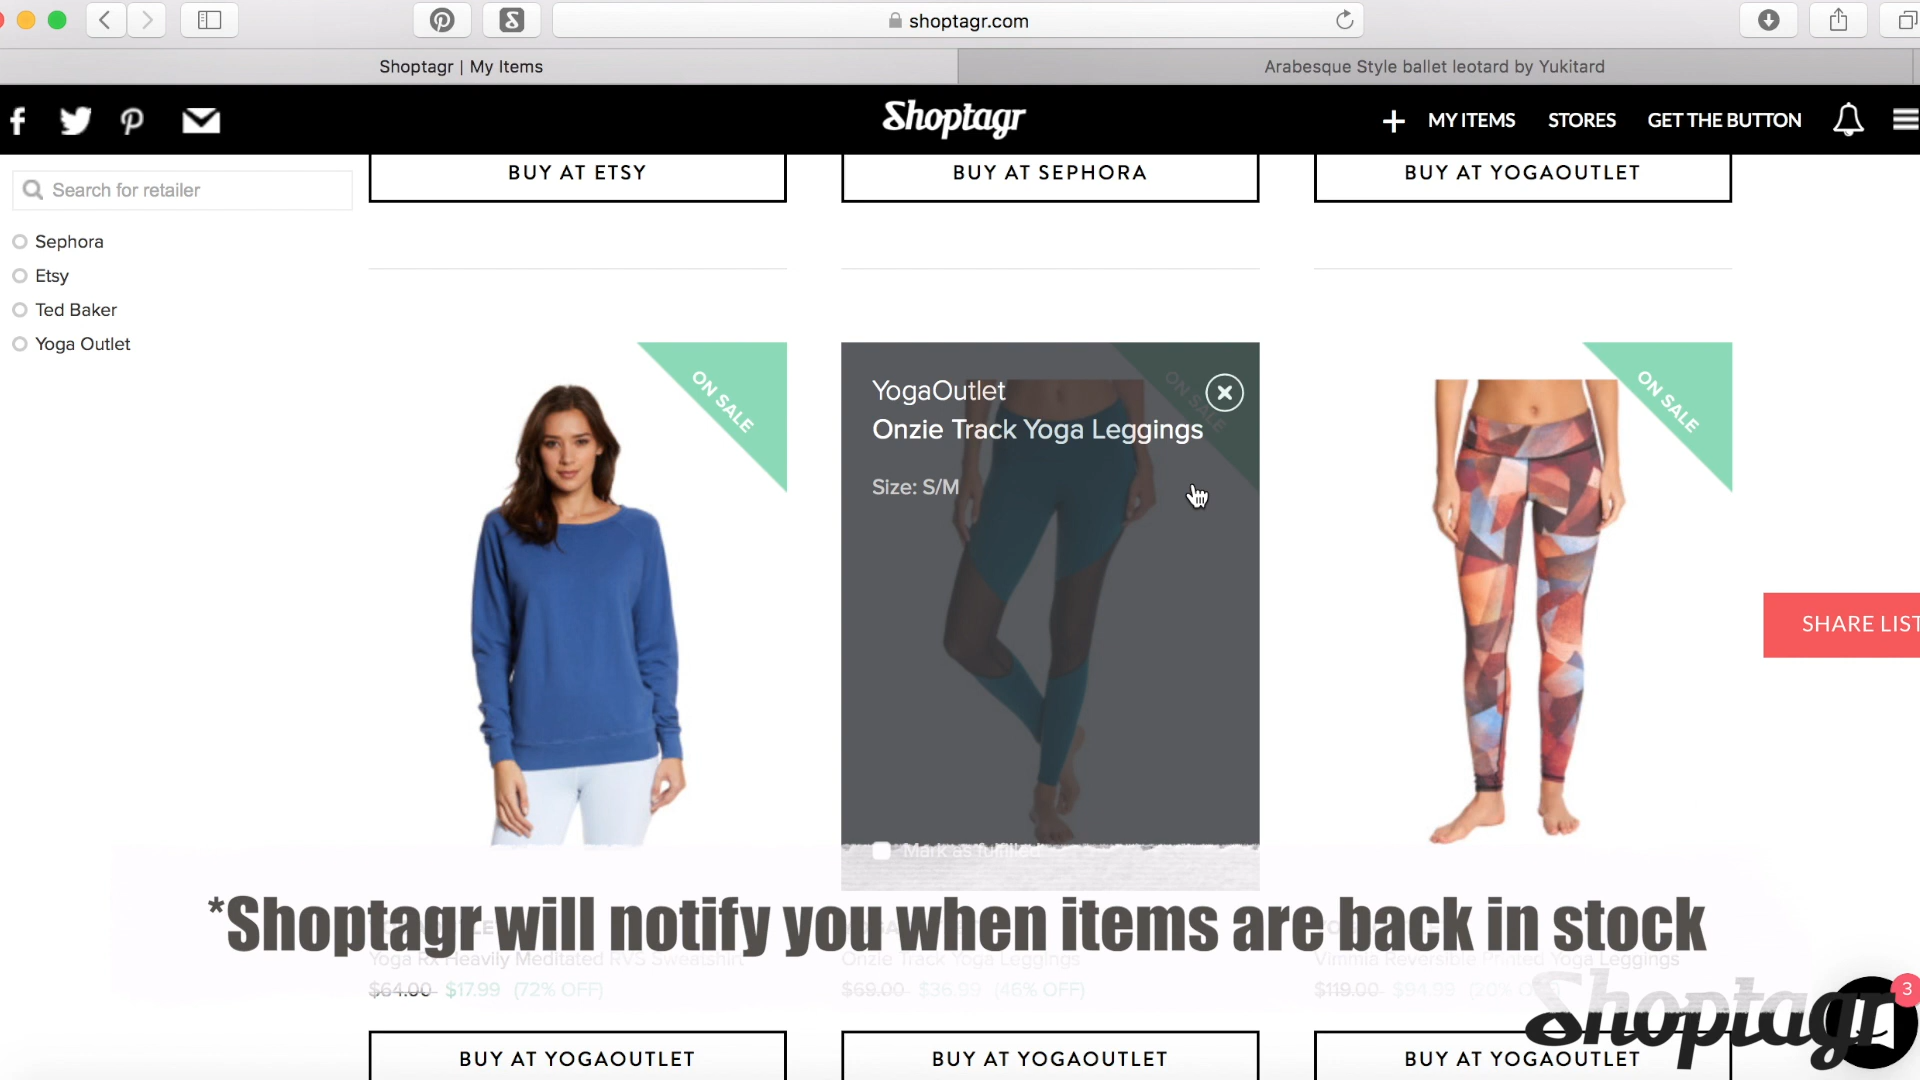 shoptagr.com
Shoptagr | My Items
Arabesque Style ballet leotard by Yukitard
Shoptagr
MY ITEMS
STORES
GET THE BUTTON
BUY AT ETSY
BUY AT SEPHORA
BUY AT YOGAOUTLET
Search for retailer
Sephora
Etsy
Ted Baker
Yoga Outlet
ON SALE
YogaOutlet
ON SALE
Onzie Track Yoga Leggings
Size: S/M
ON SALE
SHARE LIST
Mark as fulfilled
*Shoptagr will notify you when items are back in stock
Yoga Rx Heavily Meditated RVS Sweatshirt
Onzie Track Yoga Leggings
Vimmia Reversible Printed Yoga Leggings
$64.00 $17.99 (72% OFF)
$69.00 $36.99 (46% OFF)
$119.00 $94.99 (20% OFF)
Shoptagr
3
BUY AT YOGAOUTLET
BUY AT YOGAOUTLET
BUY AT YOGAOUTLET